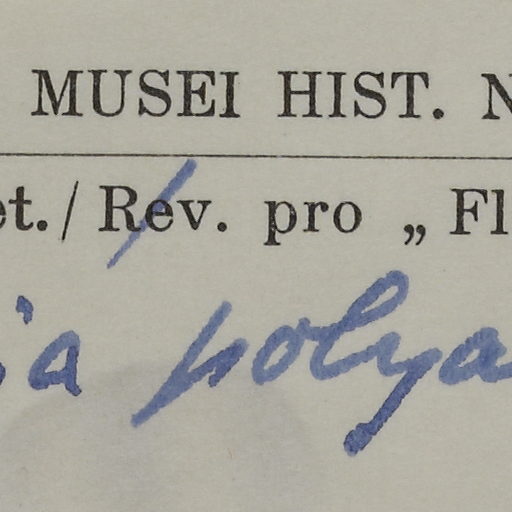 MUSEI HIST. N
et./Rev. pro „ Fl
ia polya